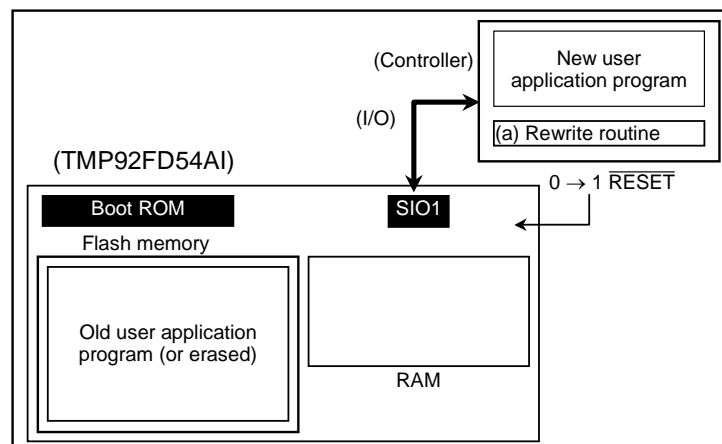 (Controller)
New user
application program
(I/O)
(a) Rewrite routine
(TMP92FD54AI)
0 → 1 RESET
Boot ROM
SIO1
Flash memory
Old user application
program (or erased)
RAM